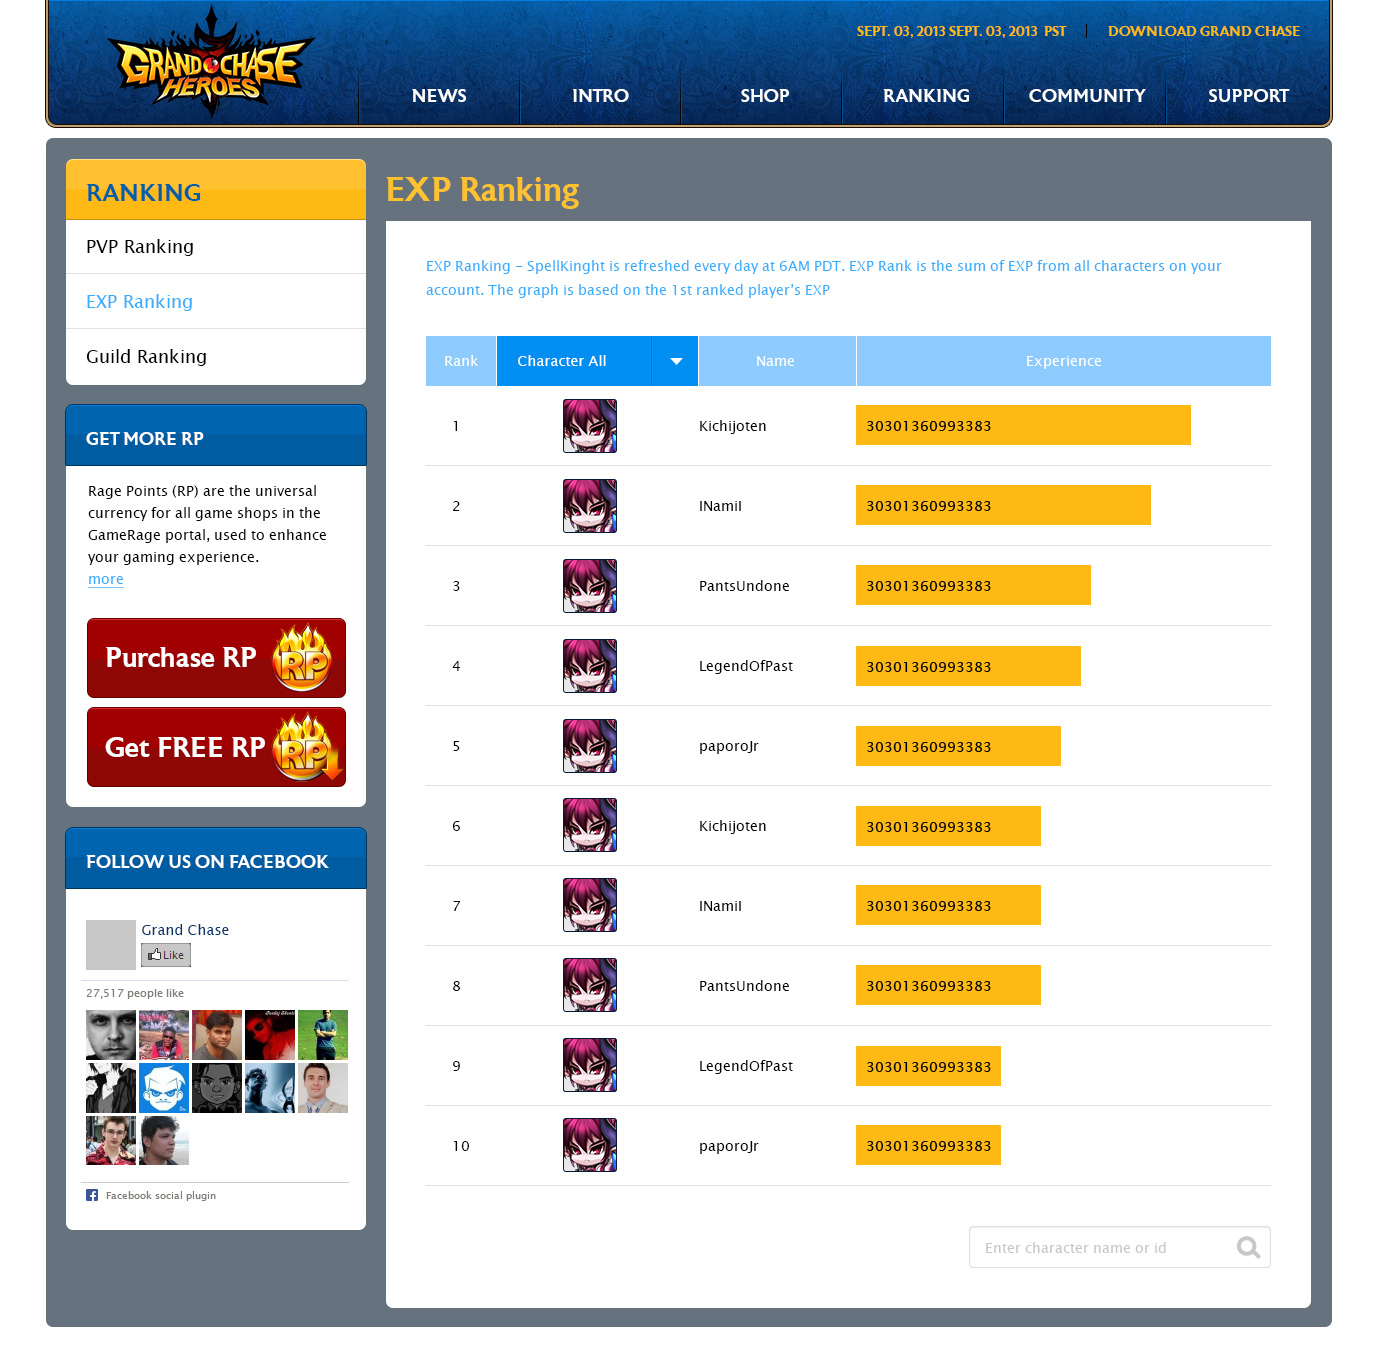 GRAND CHASE
HEROES
SEPT. 03, 2013 SEPT. 03, 2013 PST
DOWNLOAD GRAND CHASE
NEWS
INTRO
SHOP
RANKING
COMMUNITY
SUPPORT
RANKING
PVP Ranking
EXP Ranking
Guild Ranking
GET MORE RP
Rage Points (RP) are the universal
currency for all game shops in the
GameRage portal, used to enhance
your gaming experience.
more
Purchase RP
RP
Get FREE RP
RP
FOLLOW US ON FACEBOOK
Grand Chase
Like
27,517 people like
Facebook social plugin
EXP Ranking
EXP Ranking – SpellKinght is refreshed every day at 6AM PDT. EXP Rank is the sum of EXP from all characters on your
account. The graph is based on the 1st ranked player’s EXP
Rank Character All Name Experience
1 Kichijoten 30301360993383
2 INamiI 30301360993383
3 PantsUndone 30301360993383
4 LegendOfPast 30301360993383
5 paporoJr 30301360993383
6 Kichijoten 30301360993383
7 INamiI 30301360993383
8 PantsUndone 30301360993383
9 LegendOfPast 30301360993383
10 paporoJr 30301360993383
Enter character name or id